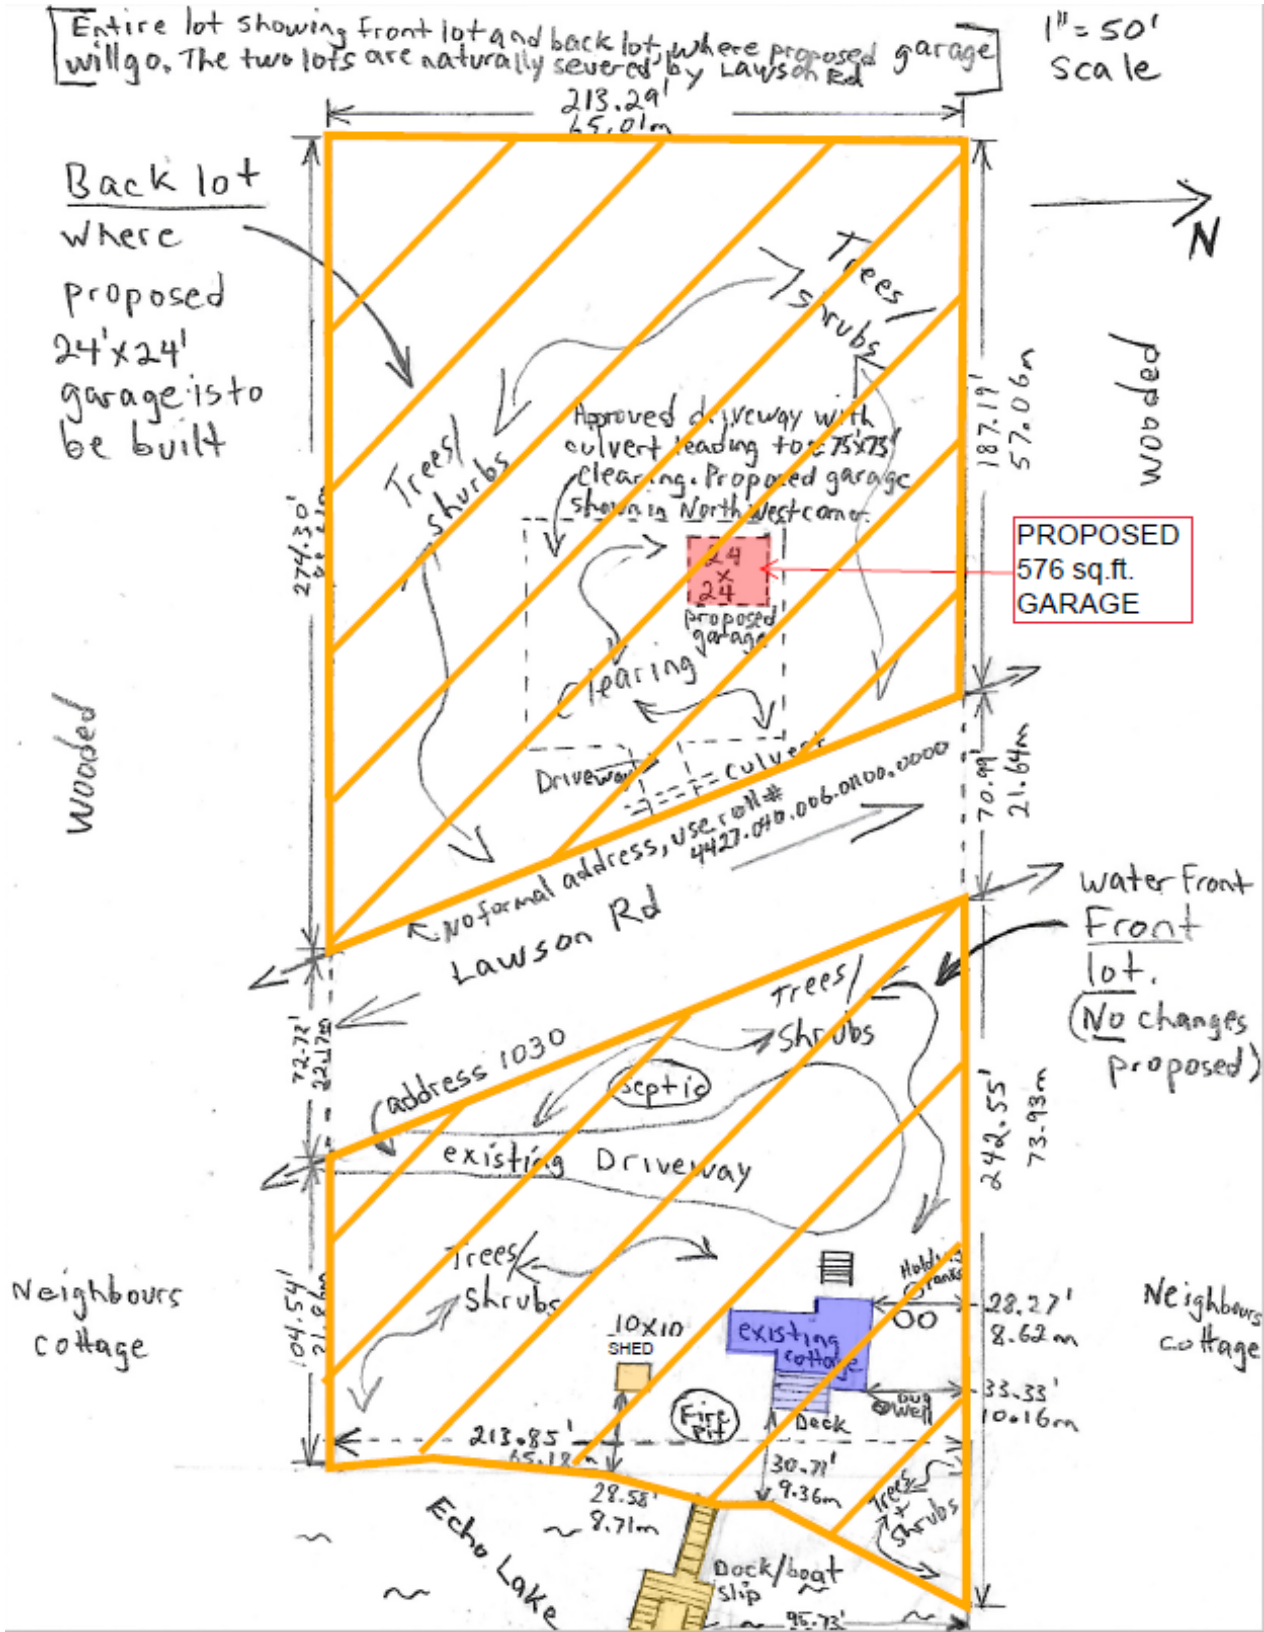 Entire lot showing front lot and back lot, where proposed garage
will go. The two lots are naturally severed by Lawson Rd
1" = 50'
Scale
213.29'
65.01m
Back lot
where
proposed
24'x24'
garage is to
be built
N
Trees/
shrubs
wooded
187.19'
57.06m
274.30'
Approved driveway with
culvert leading to ± 75'x75'
clearing. Proposed garage
shown in North West corner.
Trees/
shurbs
PROPOSED
576 sq.ft.
GARAGE
24
x
24
proposed
garage
Clearing
Wooded
Driveway
culvert
70.99'
21.64m
No formal address, use roll #
4427.040.006.01100.0000
Lawson Rd
water Front
Front
lot.
(No changes
proposed)
72.72'
22.17m
address 1030
Trees/
Shrubs
Septic
existing Driveway
242.55'
73.93m
Trees/
Shrubs
Neighbours
cottage
104.54'
Holding
Tanks
28.27'
8.62m
Neighbours
cottage
10x10
SHED
existing
cottage
33.33'
10.16m
Dug
Well
Fire
Pit
Deck
213.85'
65.18m
30.71'
9.36m
28.58'
8.71m
Trees
+
Shrubs
Echo Lake
Dock/boat
slip
95.73'